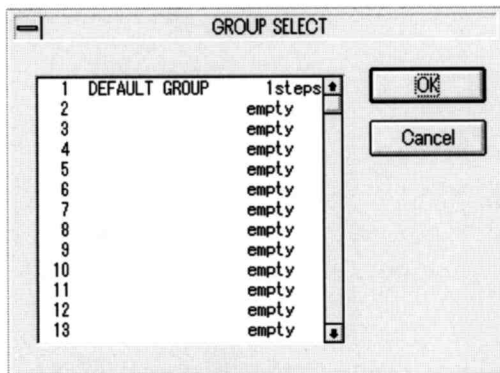 GROUP SELECT
1 DEFAULT GROUP 1steps
2 empty
3 empty
4 empty
5 empty
6 empty
7 empty
8 empty
9 empty
10 empty
11 empty
12 empty
13 empty
OK
Cancel